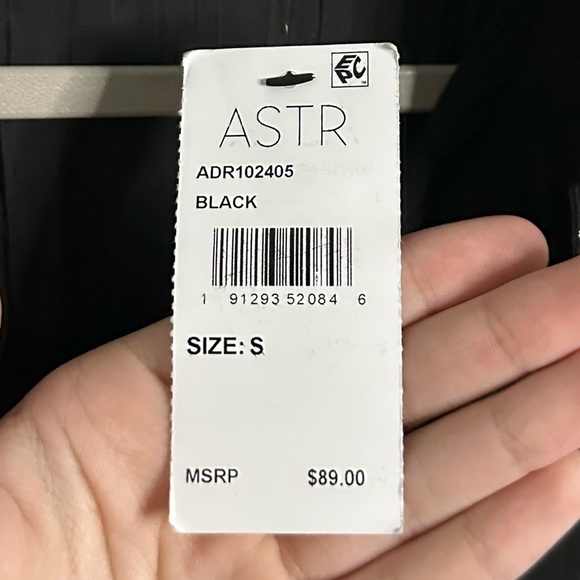 EPC
ASTR
ADR102405
BLACK
1 91293 52084 6
SIZE: S
MSRP $89.00